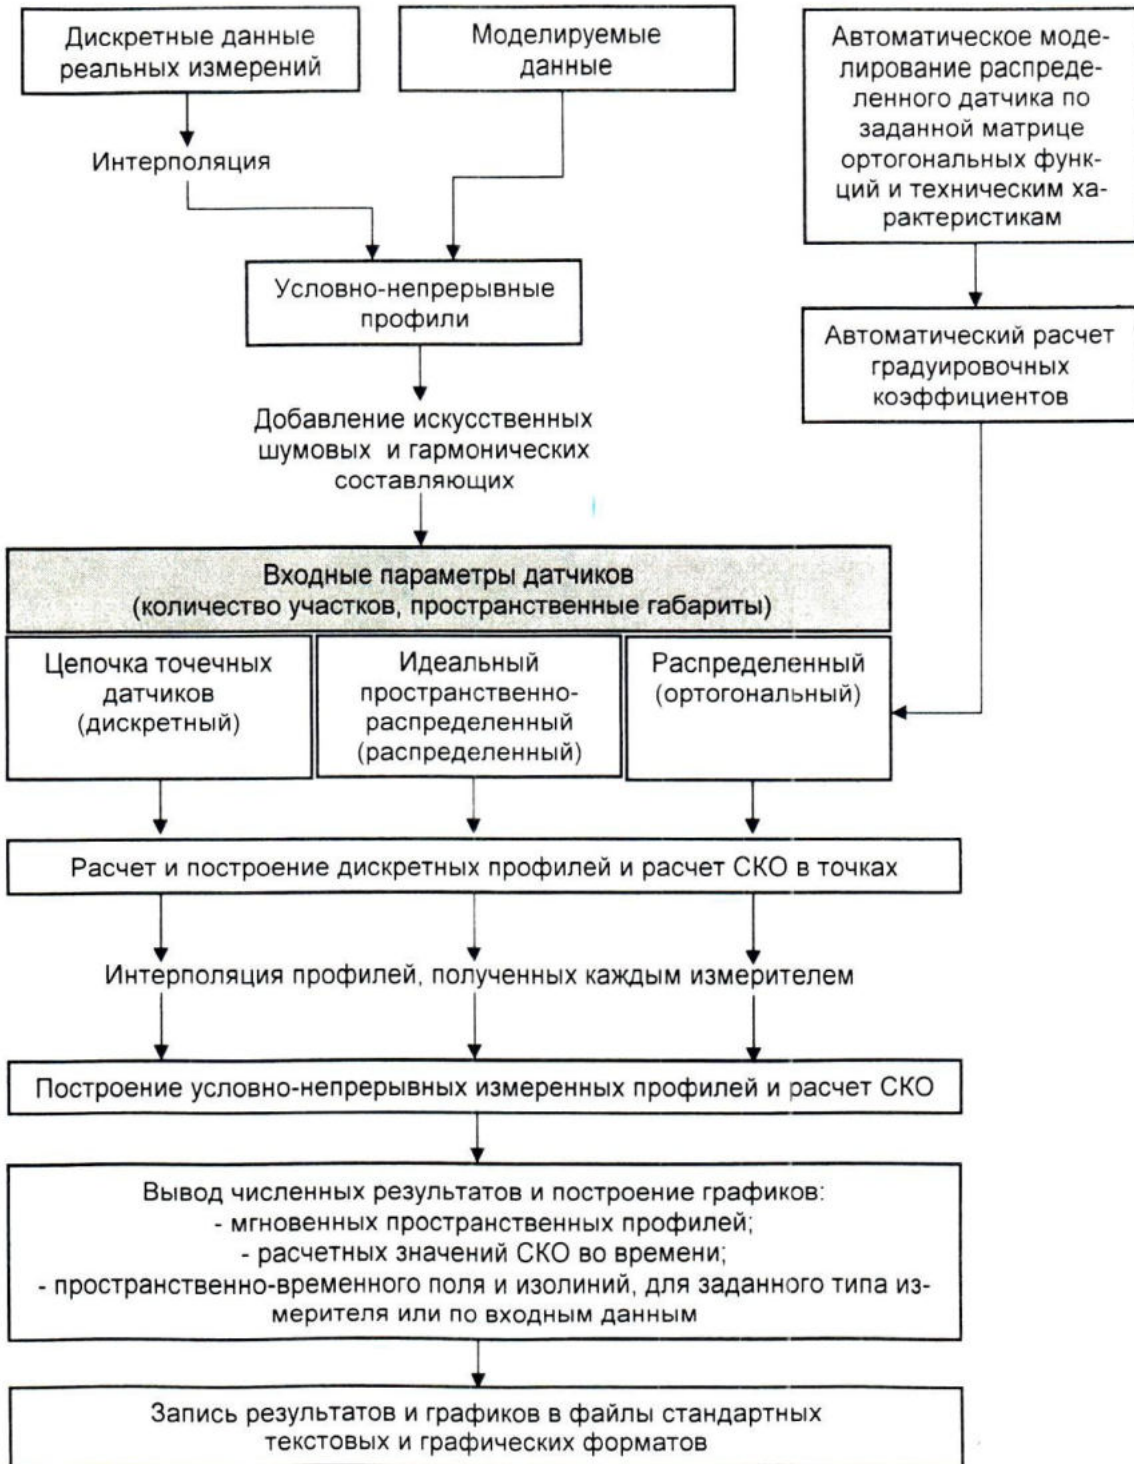 Дискретные данные
реальных измерений
Моделируемые
данные
Автоматическое моде-
лирование распреде-
ленного датчика по
заданной матрице
ортогональных функ-
ций и техническим ха-
рактеристикам
Интерполяция
Условно-непрерывные
профили
Автоматический расчет
градуировочных
коэффициентов
Добавление искусственных
шумовых и гармонических
составляющих
Входные параметры датчиков
(количество участков, пространственные габариты)
Цепочка точечных
датчиков
(дискретный)
Идеальный
пространственно-
распределенный
(распределенный)
Распределенный
(ортогональный)
Расчет и построение дискретных профилей и расчет СКО в точках
Интерполяция профилей, полученных каждым измерителем
Построение условно-непрерывных измеренных профилей и расчет СКО
Вывод численных результатов и построение графиков:
- мгновенных пространственных профилей;
- расчетных значений СКО во времени;
- пространственно-временного поля и изолиний, для заданного типа из-
мерителя или по входным данным
Запись результатов и графиков в файлы стандартных
текстовых и графических форматов